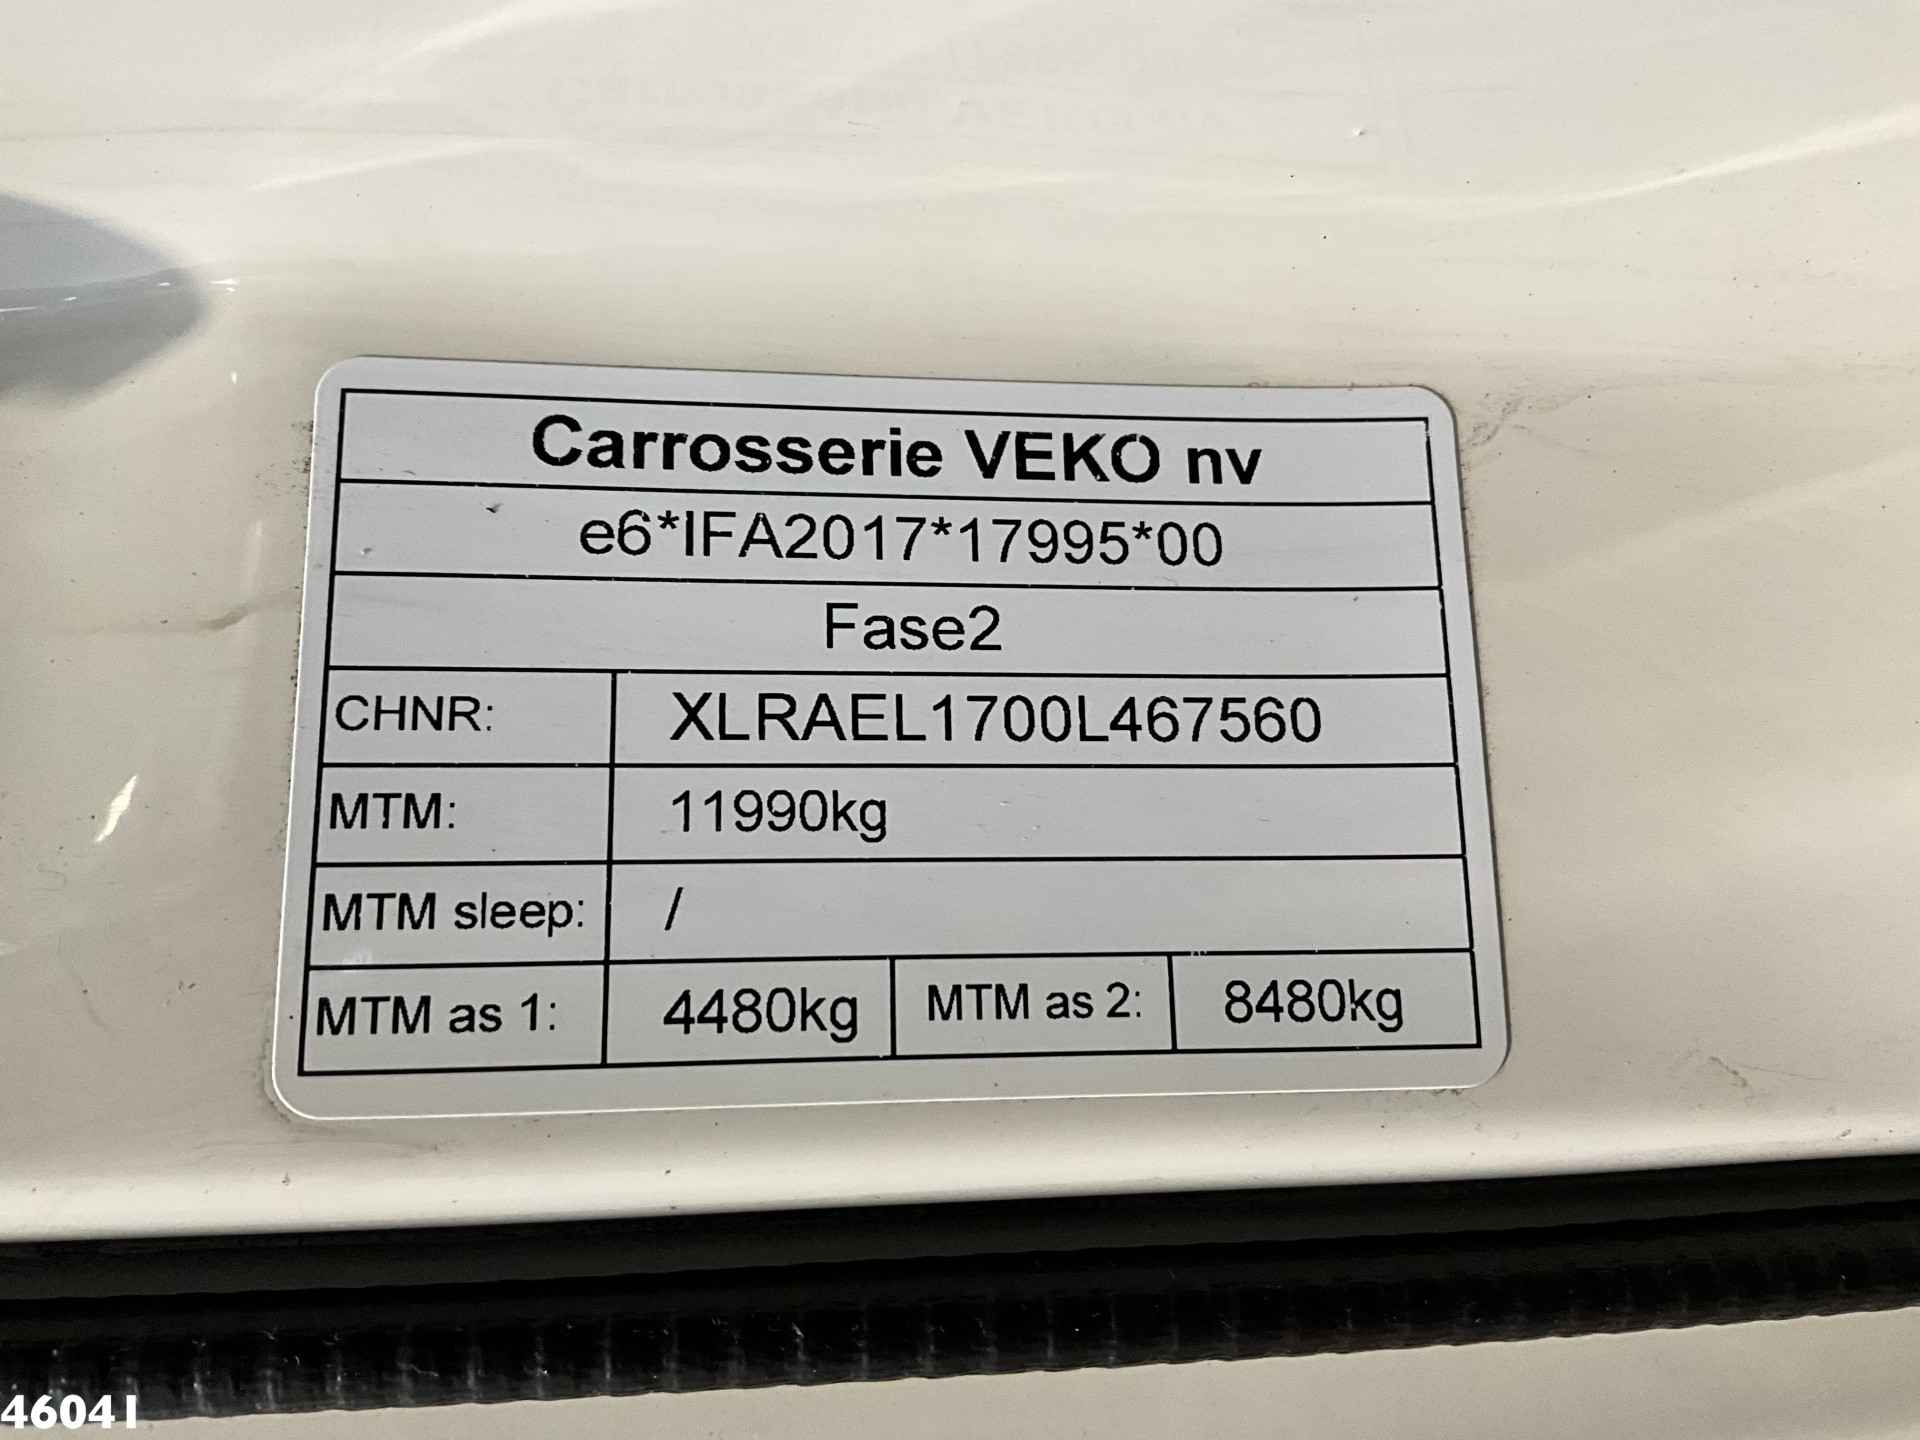 Carrosserie VEKO nv
e6*IFA2017*17995*00
Fase2
CHNR: XLRAEL1700L467560
MTM: 11990kg
MTM sleep: /
MTM as 1: 4480kg MTM as 2: 8480kg
46041